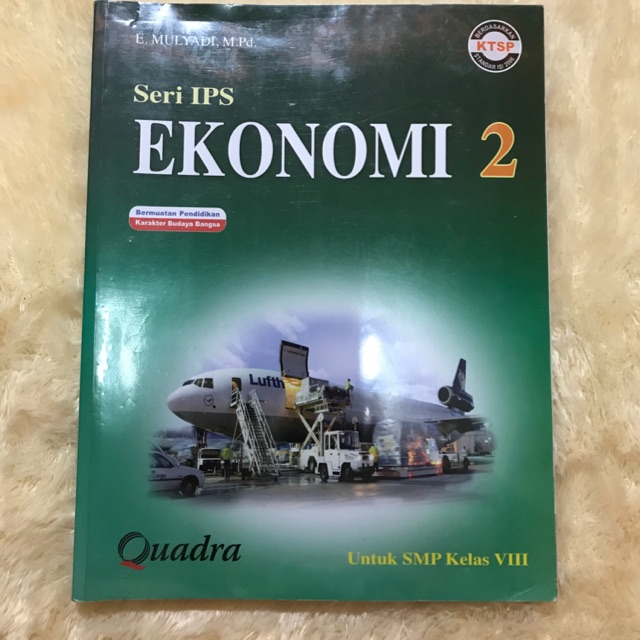 E. MULYADI, M.Pd.
BERDASARKAN
KTSP
STANDAR ISI 2006
Seri IPS
EKONOMI 2
Bermuatan Pendidikan
Karakter Budaya Bangsa
Lufth
Quadra
Untuk SMP Kelas VIII